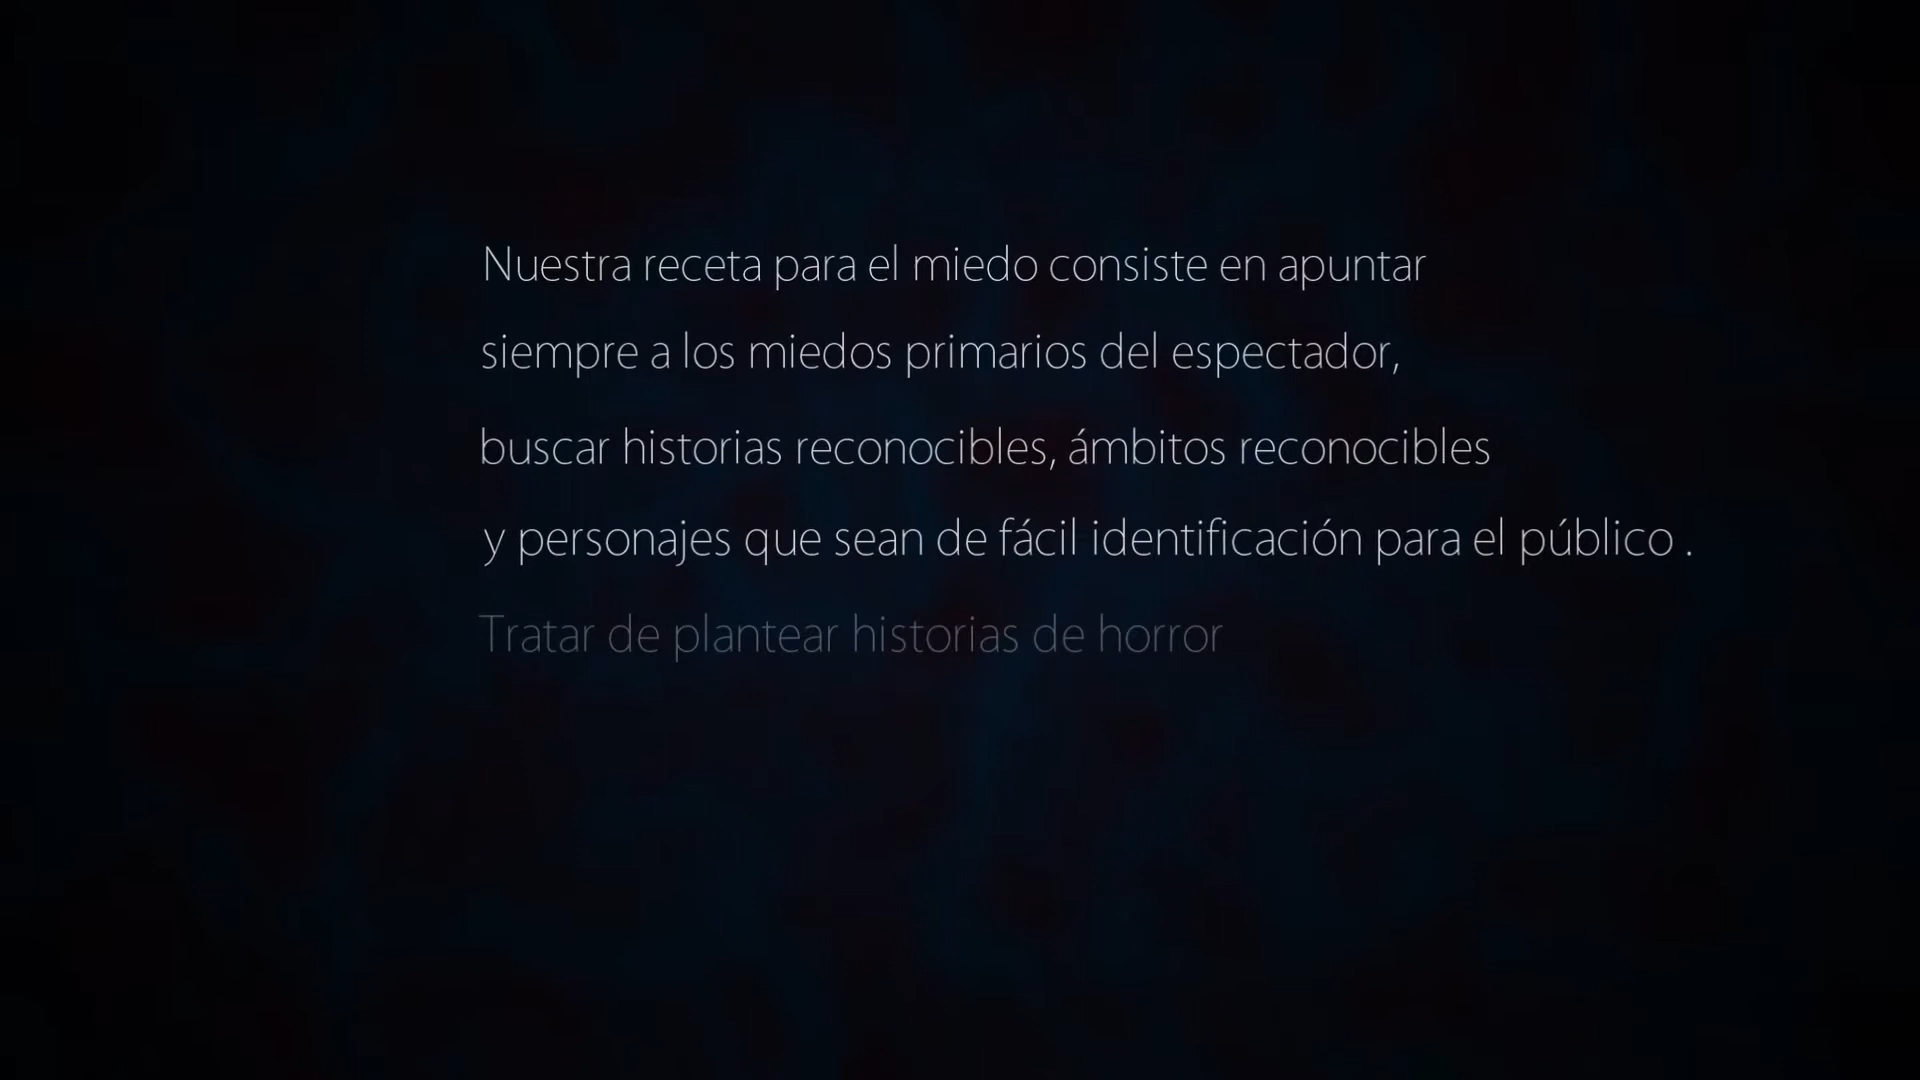 Nuestra receta para el miedo consiste en apuntar
siempre a los miedos primarios del espectador,
buscar historias reconocibles, ámbitos reconocibles
y personajes que sean de fácil identificación para el público .
Tratar de plantear historias de horror